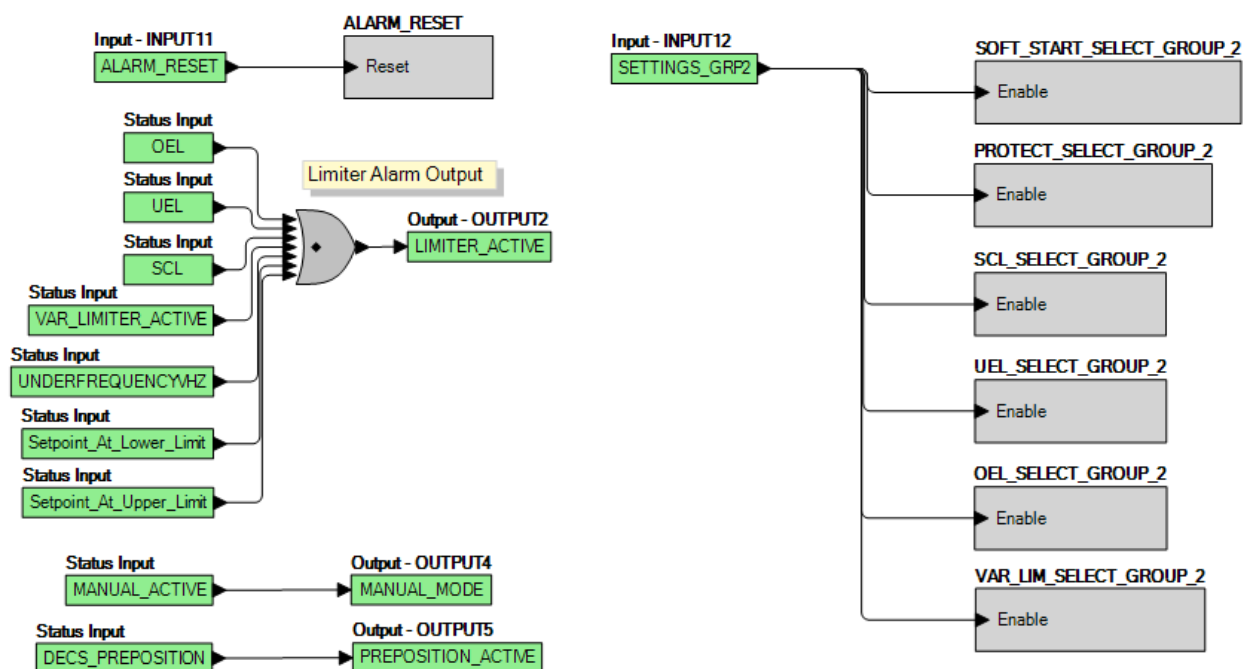 Input - INPUT11
ALARM_RESET
ALARM_RESET
Reset
Status Input
OEL
Status Input
UEL
Status Input
SCL
Status Input
VAR_LIMITER_ACTIVE
Status Input
UNDERFREQUENCYVHZ
Status Input
Setpoint_At_Lower_Limit
Status Input
Setpoint_At_Upper_Limit
Limiter Alarm Output
Output - OUTPUT2
LIMITER_ACTIVE
Status Input
MANUAL_ACTIVE
Output - OUTPUT4
MANUAL_MODE
Status Input
DECS_PREPOSITION
Output - OUTPUT5
PREPOSITION_ACTIVE
Input - INPUT12
SETTINGS_GRP2
SOFT_START_SELECT_GROUP_2
Enable
PROTECT_SELECT_GROUP_2
Enable
SCL_SELECT_GROUP_2
Enable
UEL_SELECT_GROUP_2
Enable
OEL_SELECT_GROUP_2
Enable
VAR_LIM_SELECT_GROUP_2
Enable